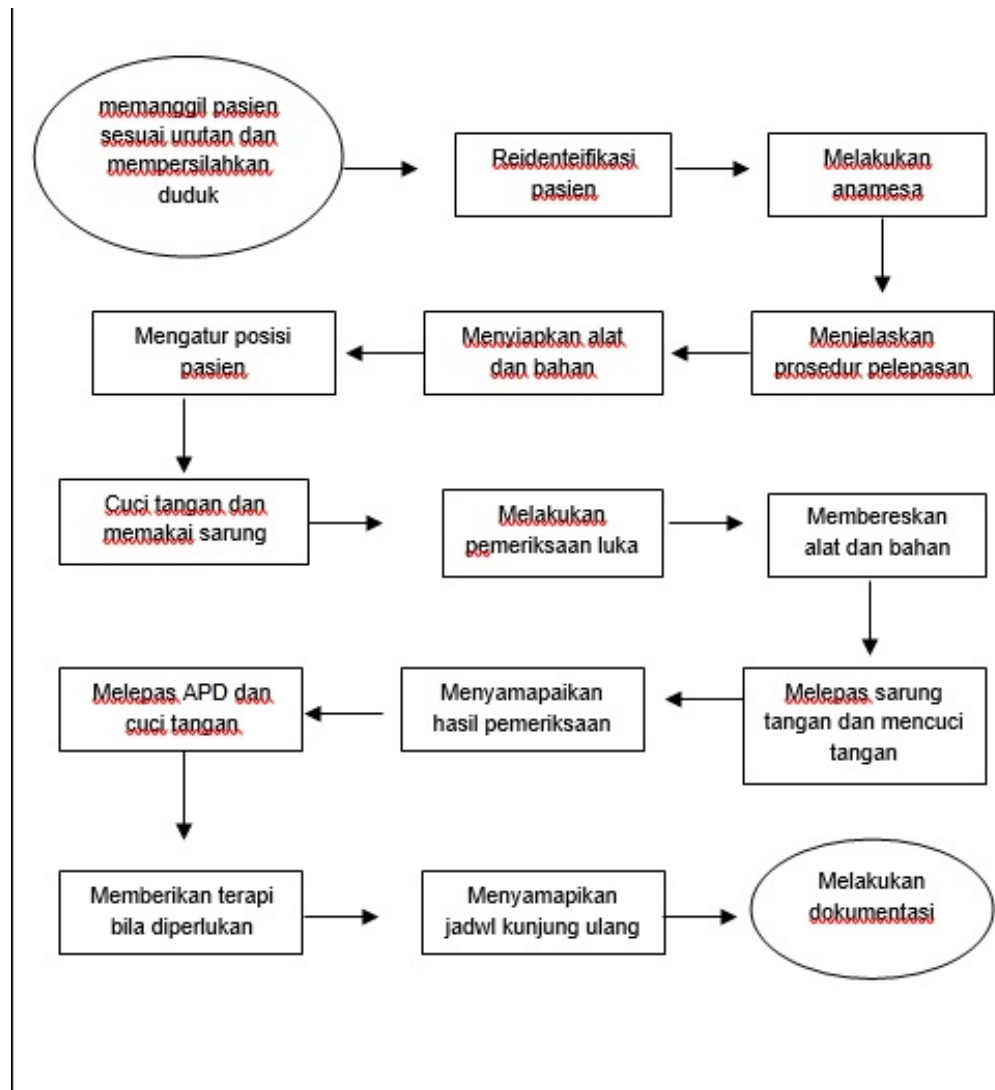 memanggil pasien
sesuai urutan dan
mempersilahkan
duduk
Reidenteifikasi
pasien
Melakukan
anamesa
Menjelaskan
prosedur pelepasan
Menyiapkan alat
dan bahan
Mengatur posisi
pasien
Cuci tangan dan
memakai sarung
Melakukan
pemeriksaan luka
Membereskan
alat dan bahan
Melepas sarung
tangan dan mencuci
tangan
Menyamapaikan
hasil pemeriksaan
Melepas APD dan
cuci tangan
Memberikan terapi
bila diperlukan
Menyamapikan
jadwl kunjung ulang
Melakukan
dokumentasi